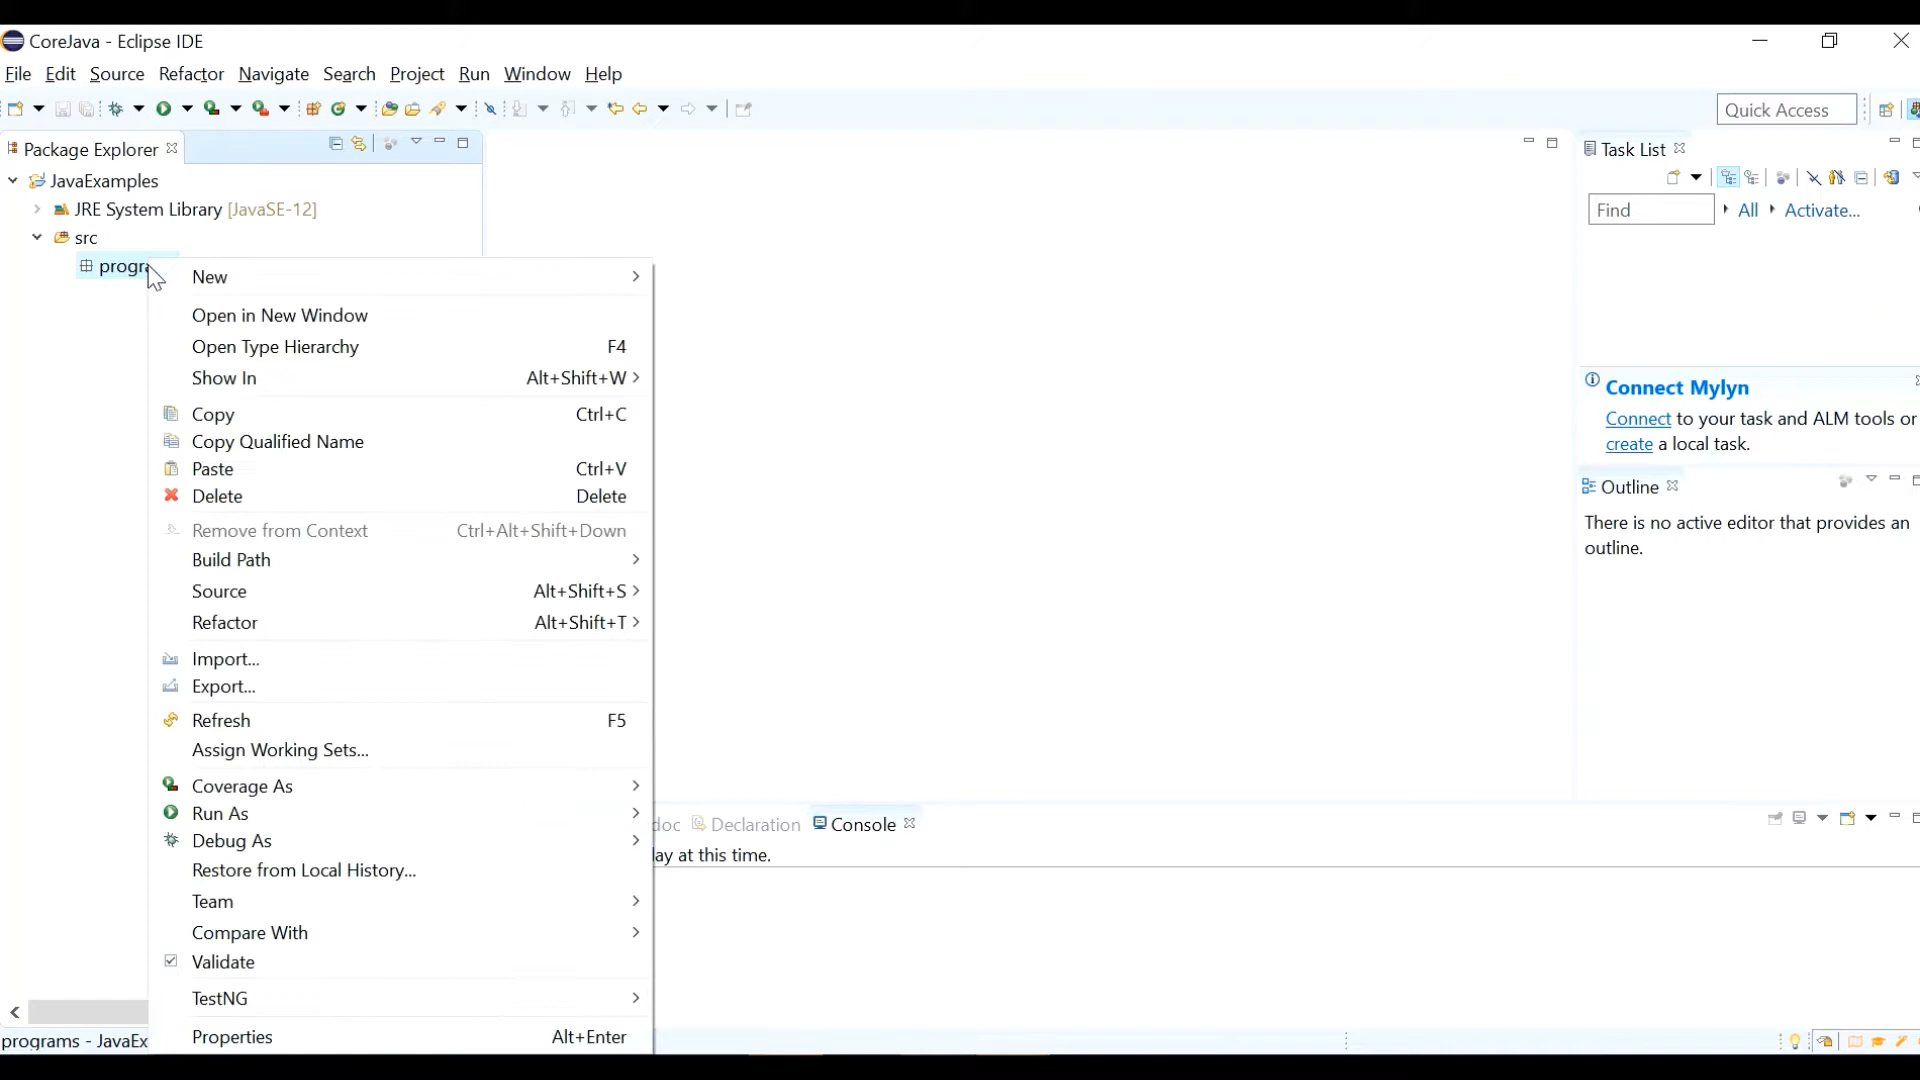 CoreJava - Eclipse IDE
File Edit Source Refactor Navigate Search Project Run Window Help
Quick Access
Package Explorer
JavaExamples
JRE System Library [JavaSE-12]
src
progra
New
Open in New Window
Open Type Hierarchy F4
Show In Alt+Shift+W
Copy Ctrl+C
Copy Qualified Name
Paste Ctrl+V
Delete Delete
Remove from Context Ctrl+Alt+Shift+Down
Build Path
Source Alt+Shift+S
Refactor Alt+Shift+T
Import...
Export...
Refresh F5
Assign Working Sets...
Coverage As
Run As
Debug As
Restore from Local History...
Team
Compare With
Validate
TestNG
Properties Alt+Enter
doc Declaration Console
lay at this time.
Task List
Find All Activate...
Connect Mylyn
Connect to your task and ALM tools or
create a local task.
Outline
There is no active editor that provides an
outline.
programs - JavaEx